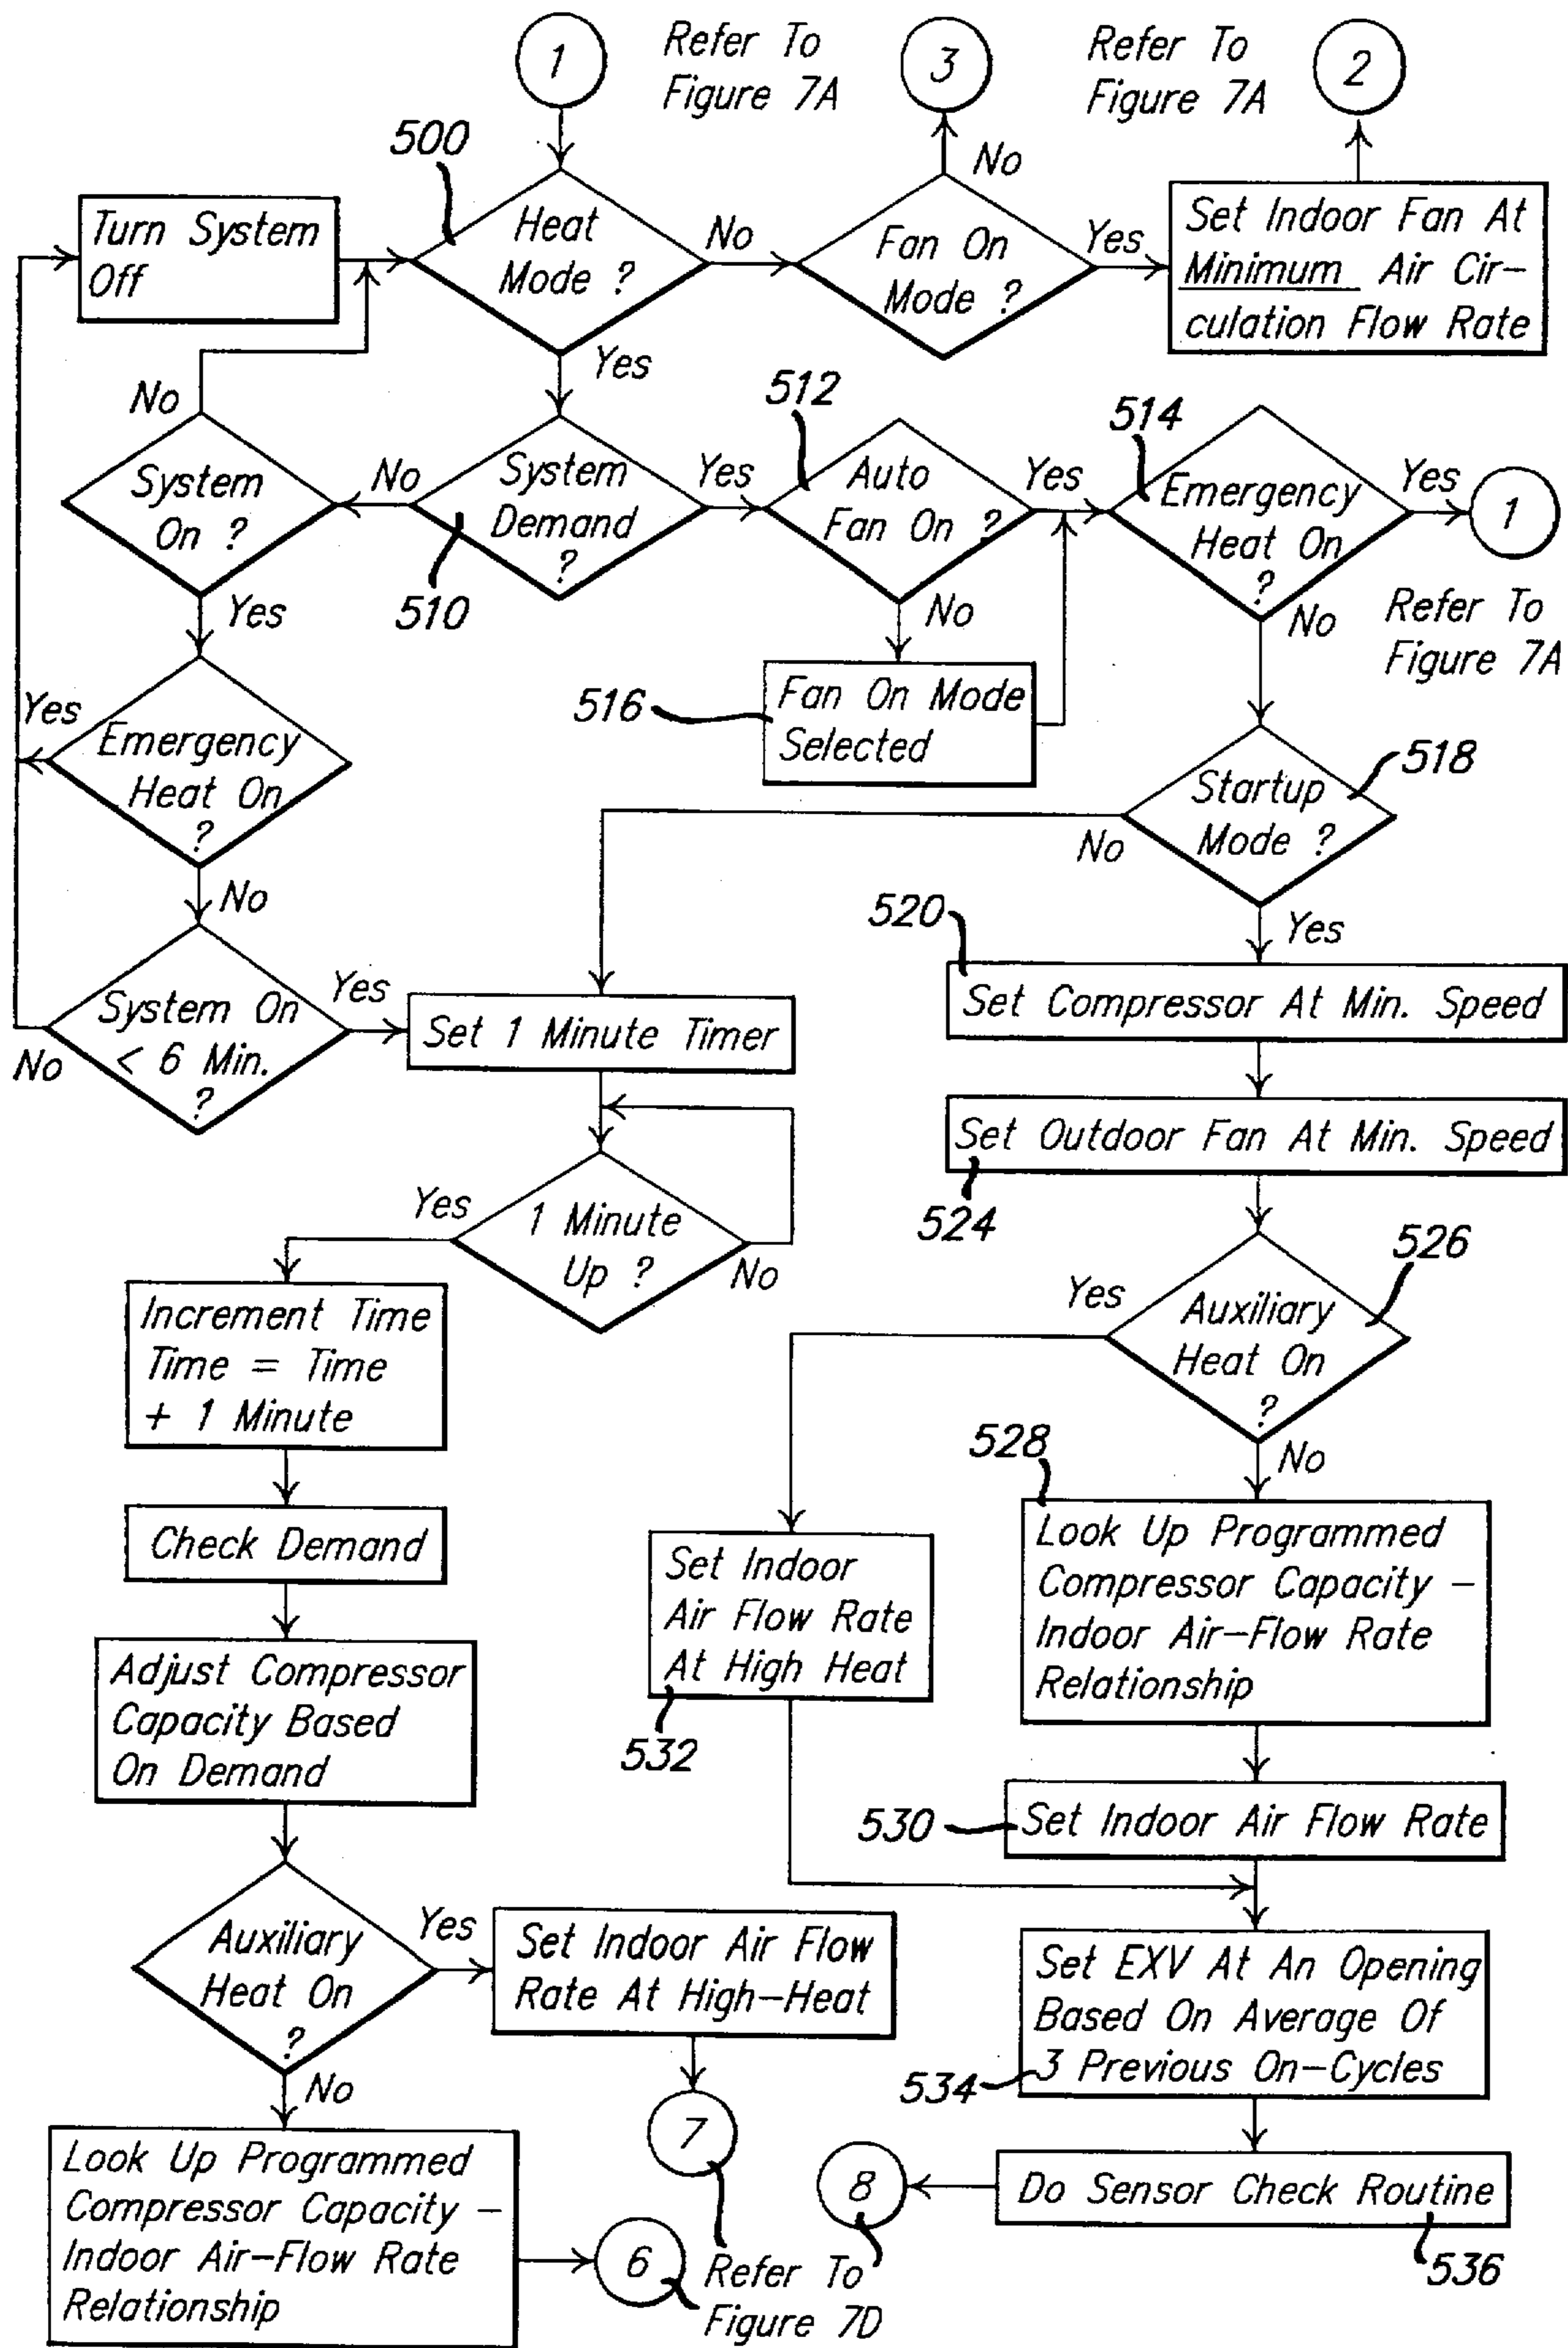 1
Refer To
Figure 7A
3
Refer To
Figure 7A
2
500
No
Turn System
Off
Heat
Mode ?
No
Fan On
Mode ?
Yes
Set Indoor Fan At
Minimum Air Cir-
culation Flow Rate
Yes
No
System
On ?
No
System
Demand
?
510
Yes
512
Auto
Fan On ?
Yes
514
Emergency
Heat On
?
Yes
1
Refer To
Figure 7A
Yes
No
516
Fan On Mode
Selected
No
Yes
Emergency
Heat On
?
No
Startup
Mode ?
518
No
Yes
System On
< 6 Min.
?
No
Yes
Set 1 Minute Timer
520
Set Compressor At Min. Speed
Set Outdoor Fan At Min. Speed
524
Yes
1 Minute
Up ?
No
526
Yes
Auxiliary
Heat On
?
No
Increment Time
Time = Time
+ 1 Minute
Check Demand
Adjust Compressor
Capacity Based
On Demand
528
Look Up Programmed
Compressor Capacity -
Indoor Air-Flow Rate
Relationship
Set Indoor
Air Flow Rate
At High Heat
532
530
Set Indoor Air Flow Rate
Auxiliary
Heat On
?
Yes
Set Indoor Air Flow
Rate At High-Heat
No
7
Set EXV At An Opening
Based On Average Of
3 Previous On-Cycles
534
Look Up Programmed
Compressor Capacity -
Indoor Air-Flow Rate
Relationship
6
8
Do Sensor Check Routine
536
Refer To
Figure 7D